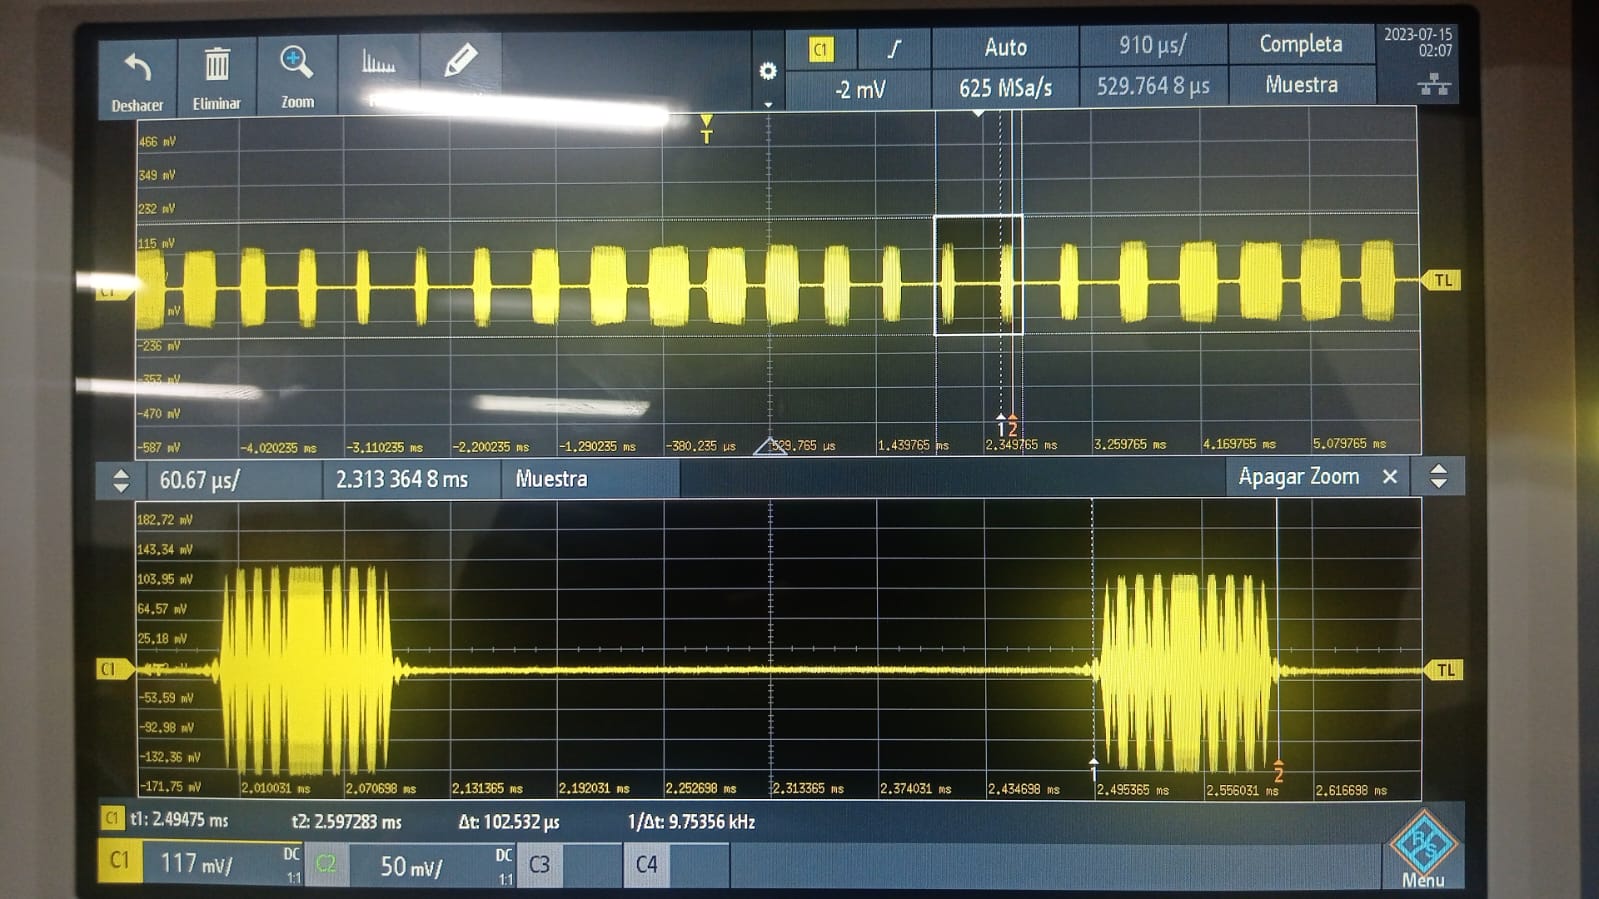 Deshacer
Eliminar
Zoom
C1
Auto
910 µs/
Completa
2023-07-15
02:07
-2 mV
625 MSa/s
529.764 8 µs
Muestra
T
466 mV
349 mV
232 mV
115 mV
C1
mV
TL
-236 mV
-353 mV
-470 mV
1 2
-587 mV
-4.020235 ms
-3.110235 ms
-2.200235 ms
-1.290235 ms
-380.235 µs
529.765 µs
1.439765 ms
2.349765 ms
3.259765 ms
4.169765 ms
5.079765 ms
60.67 µs/
2.313 364 8 ms
Muestra
Apagar Zoom
182.72 mV
143.34 mV
103.95 mV
64.57 mV
25.18 mV
C1
TL
-53.59 mV
-92.98 mV
-132.36 mV
1
2
-171.75 mV
2.010031 ms
2.070698 ms
2.131365 ms
2.192031 ms
2.252698 ms
2.313365 ms
2.374031 ms
2.434698 ms
2.495365 ms
2.556031 ms
2.616698 ms
C1 t1: 2.49475 ms t2: 2.597283 ms Δt: 102.532 µs 1/Δt: 9.75356 kHz
C1 117 mV/ DC 1:1
C2 50 mV/ DC 1:1
C3
C4
R&S
Menu